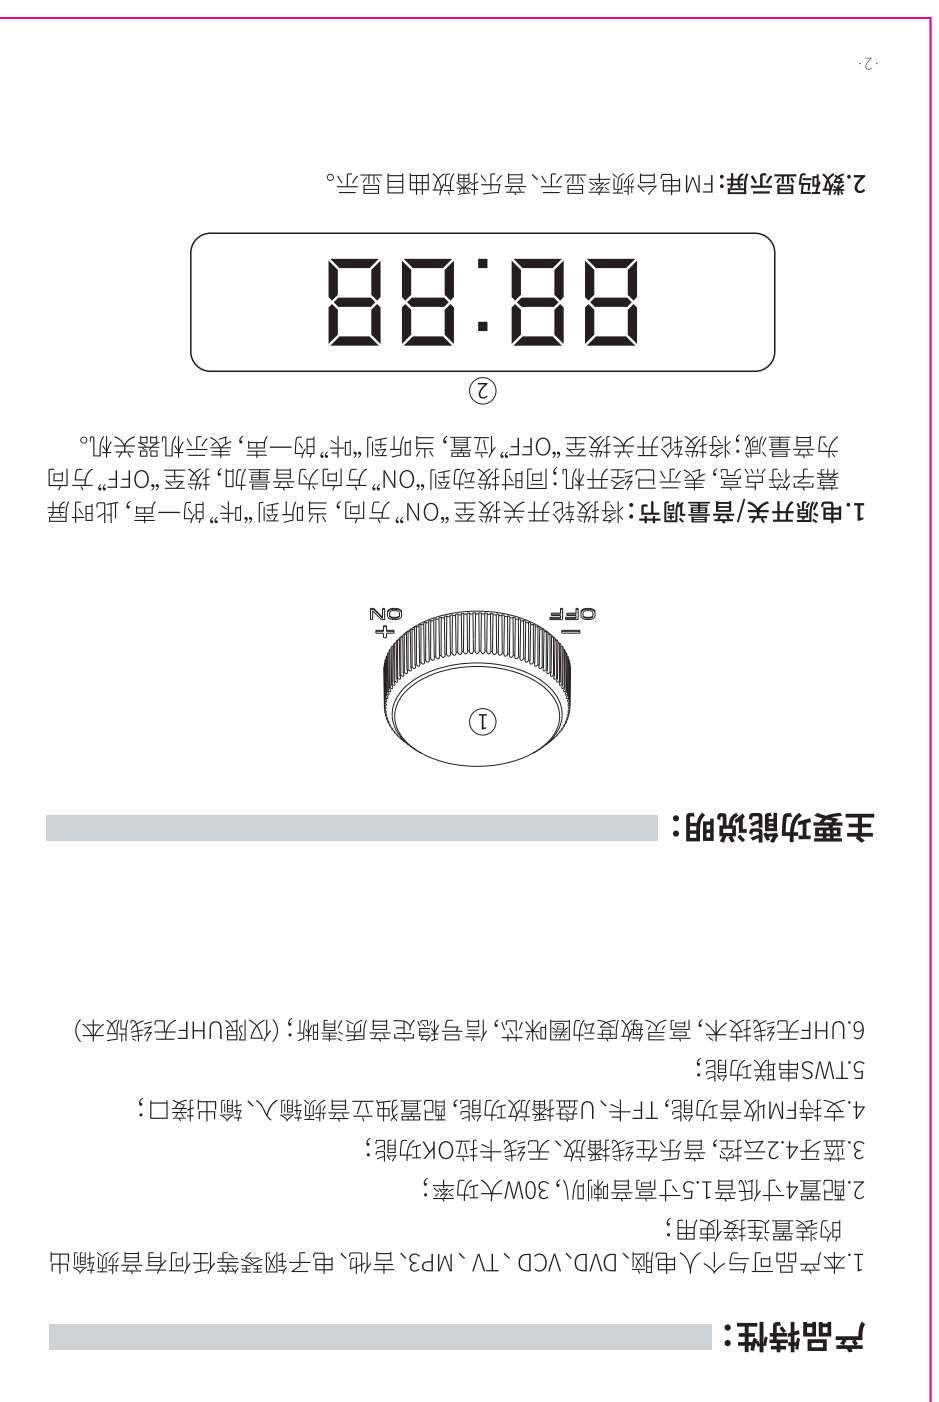 产品特性：
1.本产品可与个人电脑、DVD、VCD、TV、MP3、吉他、电子钢琴等任何有音频输出
的装置连接使用；
2.配置4寸低音1.5寸高音喇叭，30W大功率；
3.蓝牙4.2云控，音乐在线播放、无线卡拉OK功能；
4.支持FM收音功能，TF卡、U盘播放功能，配置独立音频输入、输出接口；
5.TWS串联功能；
6.UHF无线技术，高灵敏度动圈咪芯，信号稳定音质清晰；（仅限UHF无线版本）
主要功能说明：
①
－
OFF
＋
ON
1.电源开关/音量调节：将拨轮开关拨至“ON”方向，当听到“咔”的一声，此时屏
幕字符点亮，表示已经开机；同时拨动到“ON”方向为音量加，拨至“OFF”方向
为音量减；将拨轮开关拨至“OFF”位置，当听到“咔”的一声，表示机器关机。
②
88:88
2.数码显示屏：FM电台频率显示、音乐播放曲目显示。
·2·